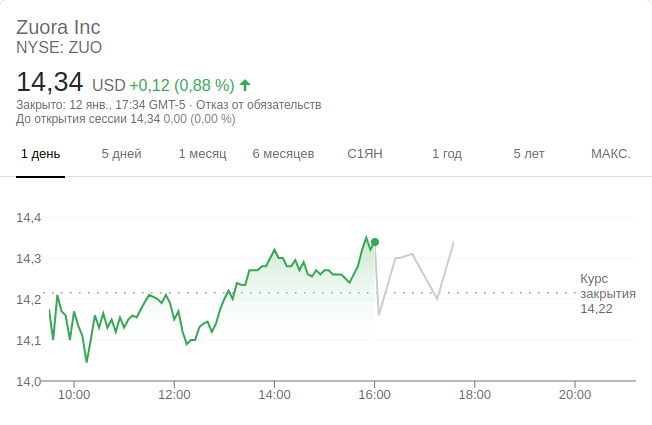 Zuora Inc
NYSE: ZUO
14,34 USD +0,12 (0,88 %)
Закрыто: 12 янв., 17:34 GMT-5 · Отказ от обязательств
До открытия сессии 14,34 0,00 (0,00 %)
1 день 5 дней 1 месяц 6 месяцев С1ЯН 1 год 5 лет МАКС.
14,4
14,3
14,2
14,1
14,0
Курс
закрытия
14,22
10:00 12:00 14:00 16:00 18:00 20:00